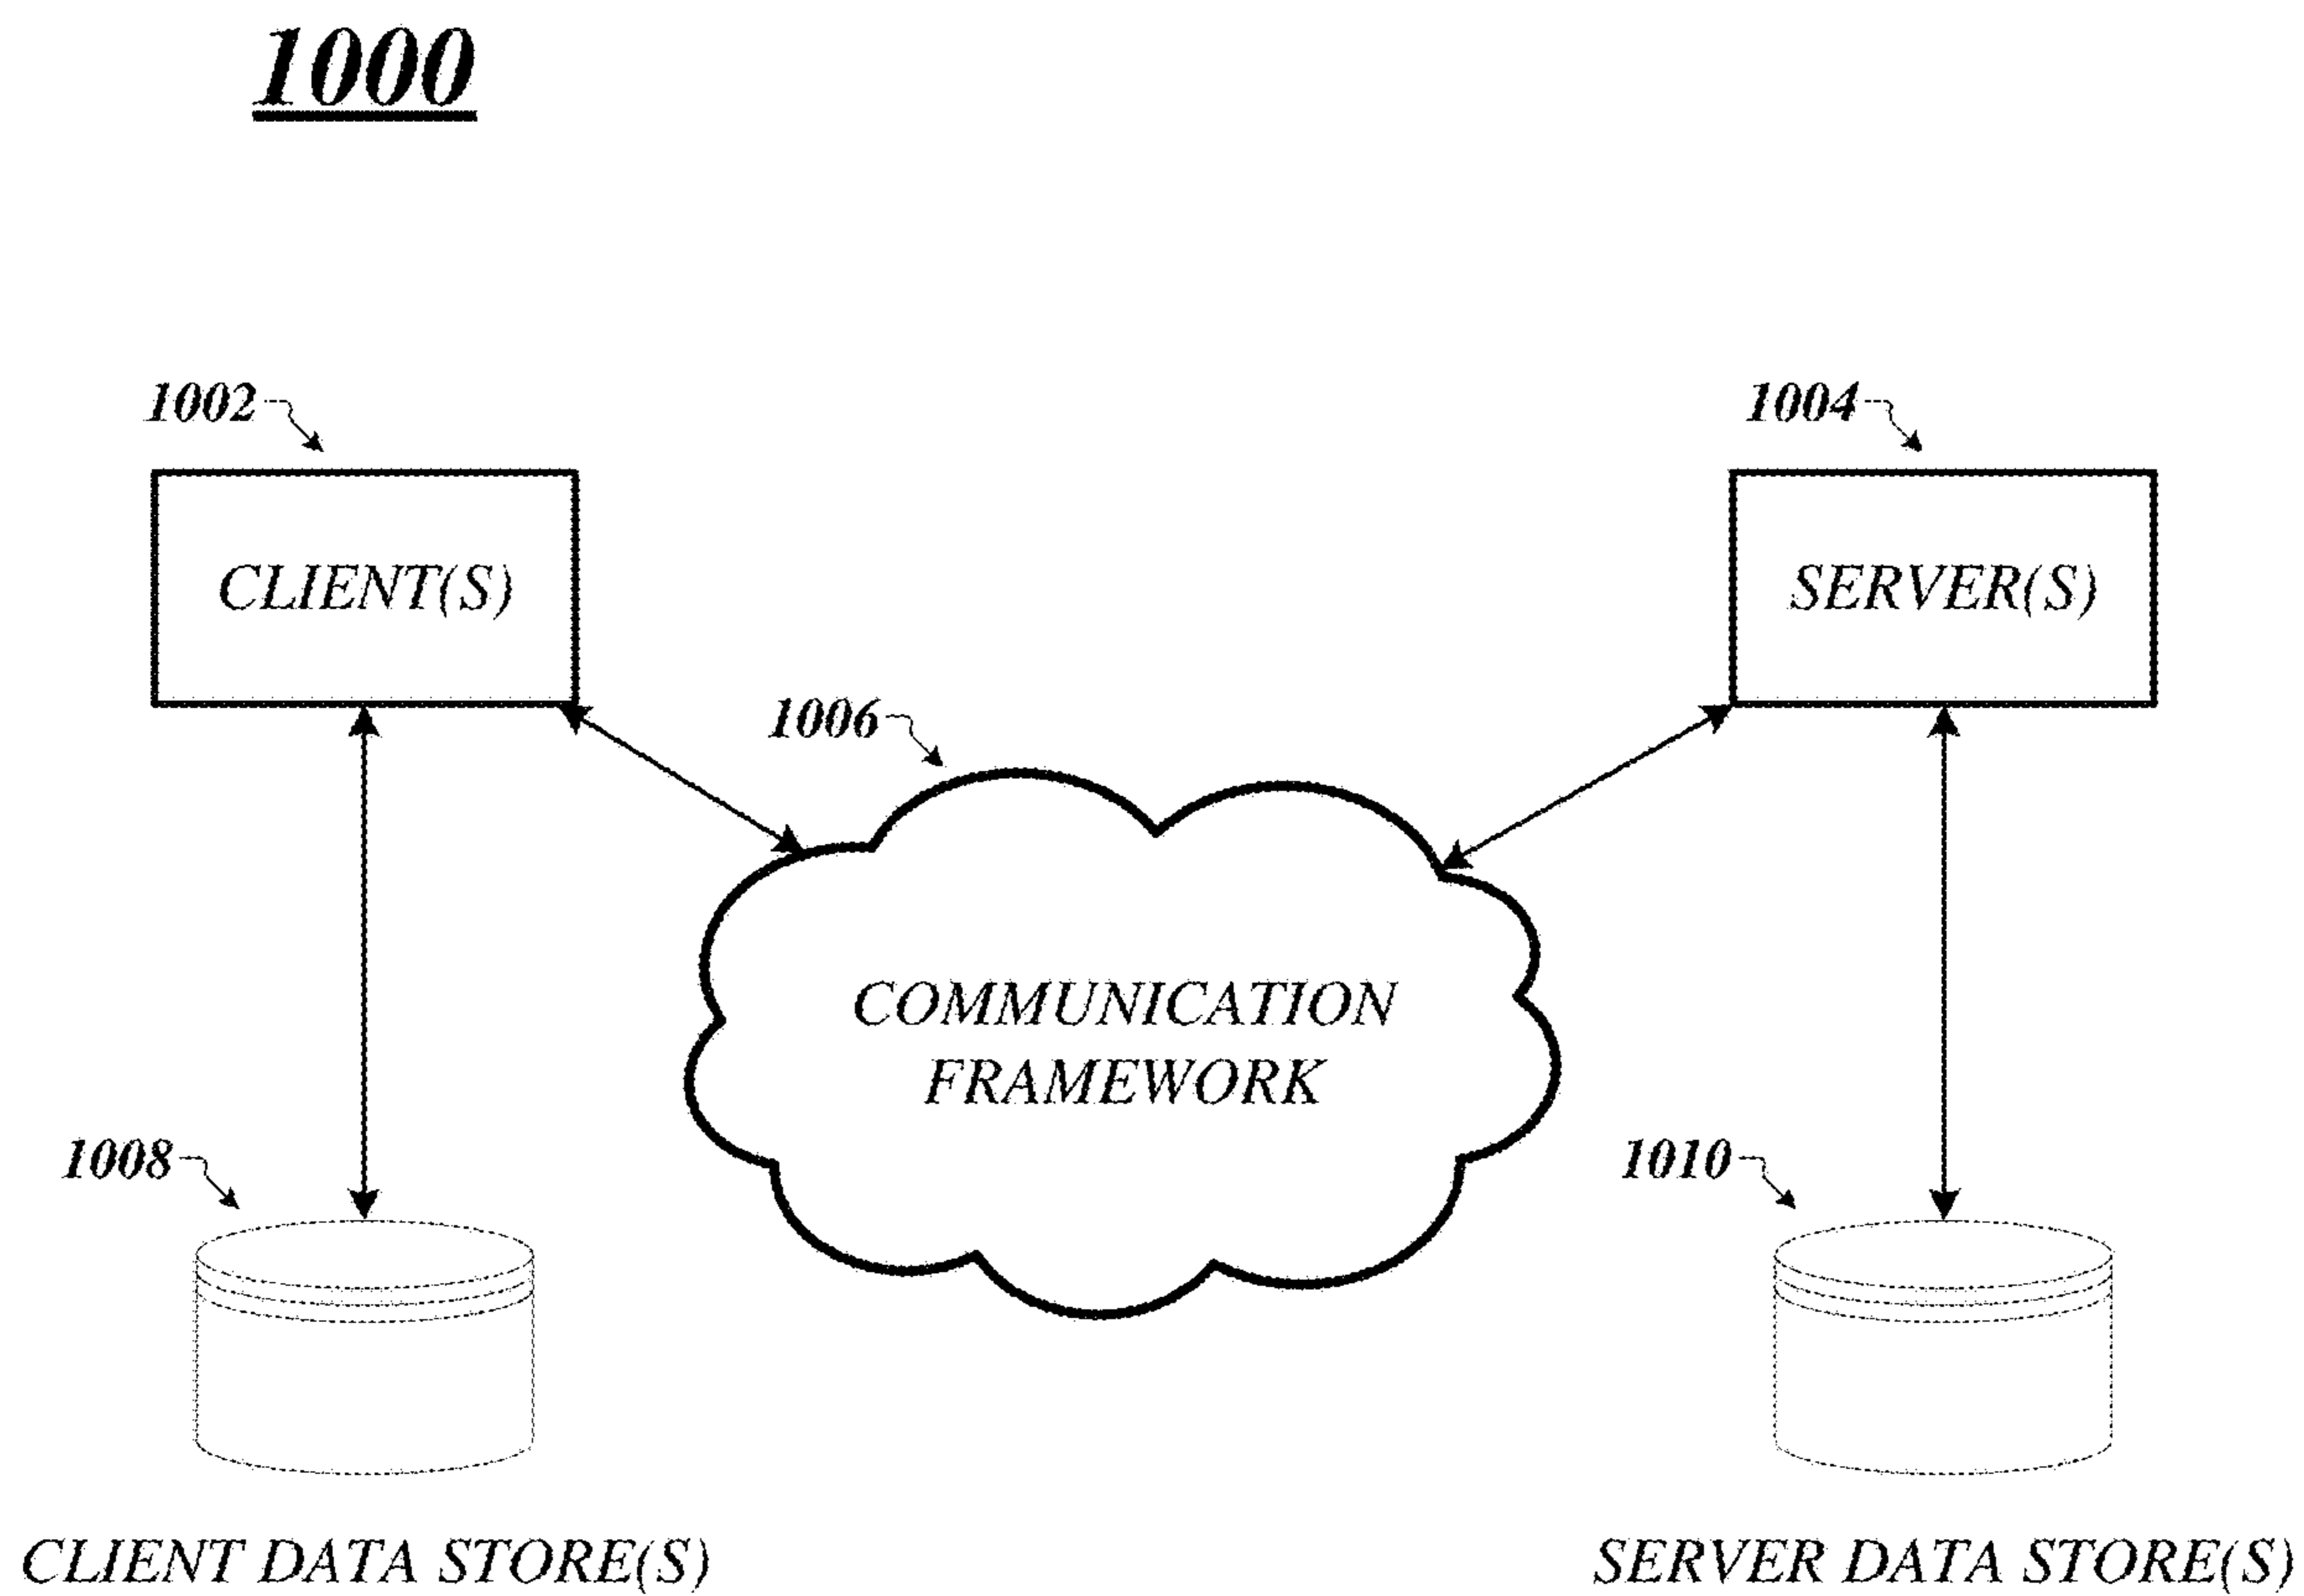 1000
1002
1004
CLIENT(S)
SERVER(S)
1006
COMMUNICATION
FRAMEWORK
1008
1010
CLIENT DATA STORE(S)
SERVER DATA STORE(S)